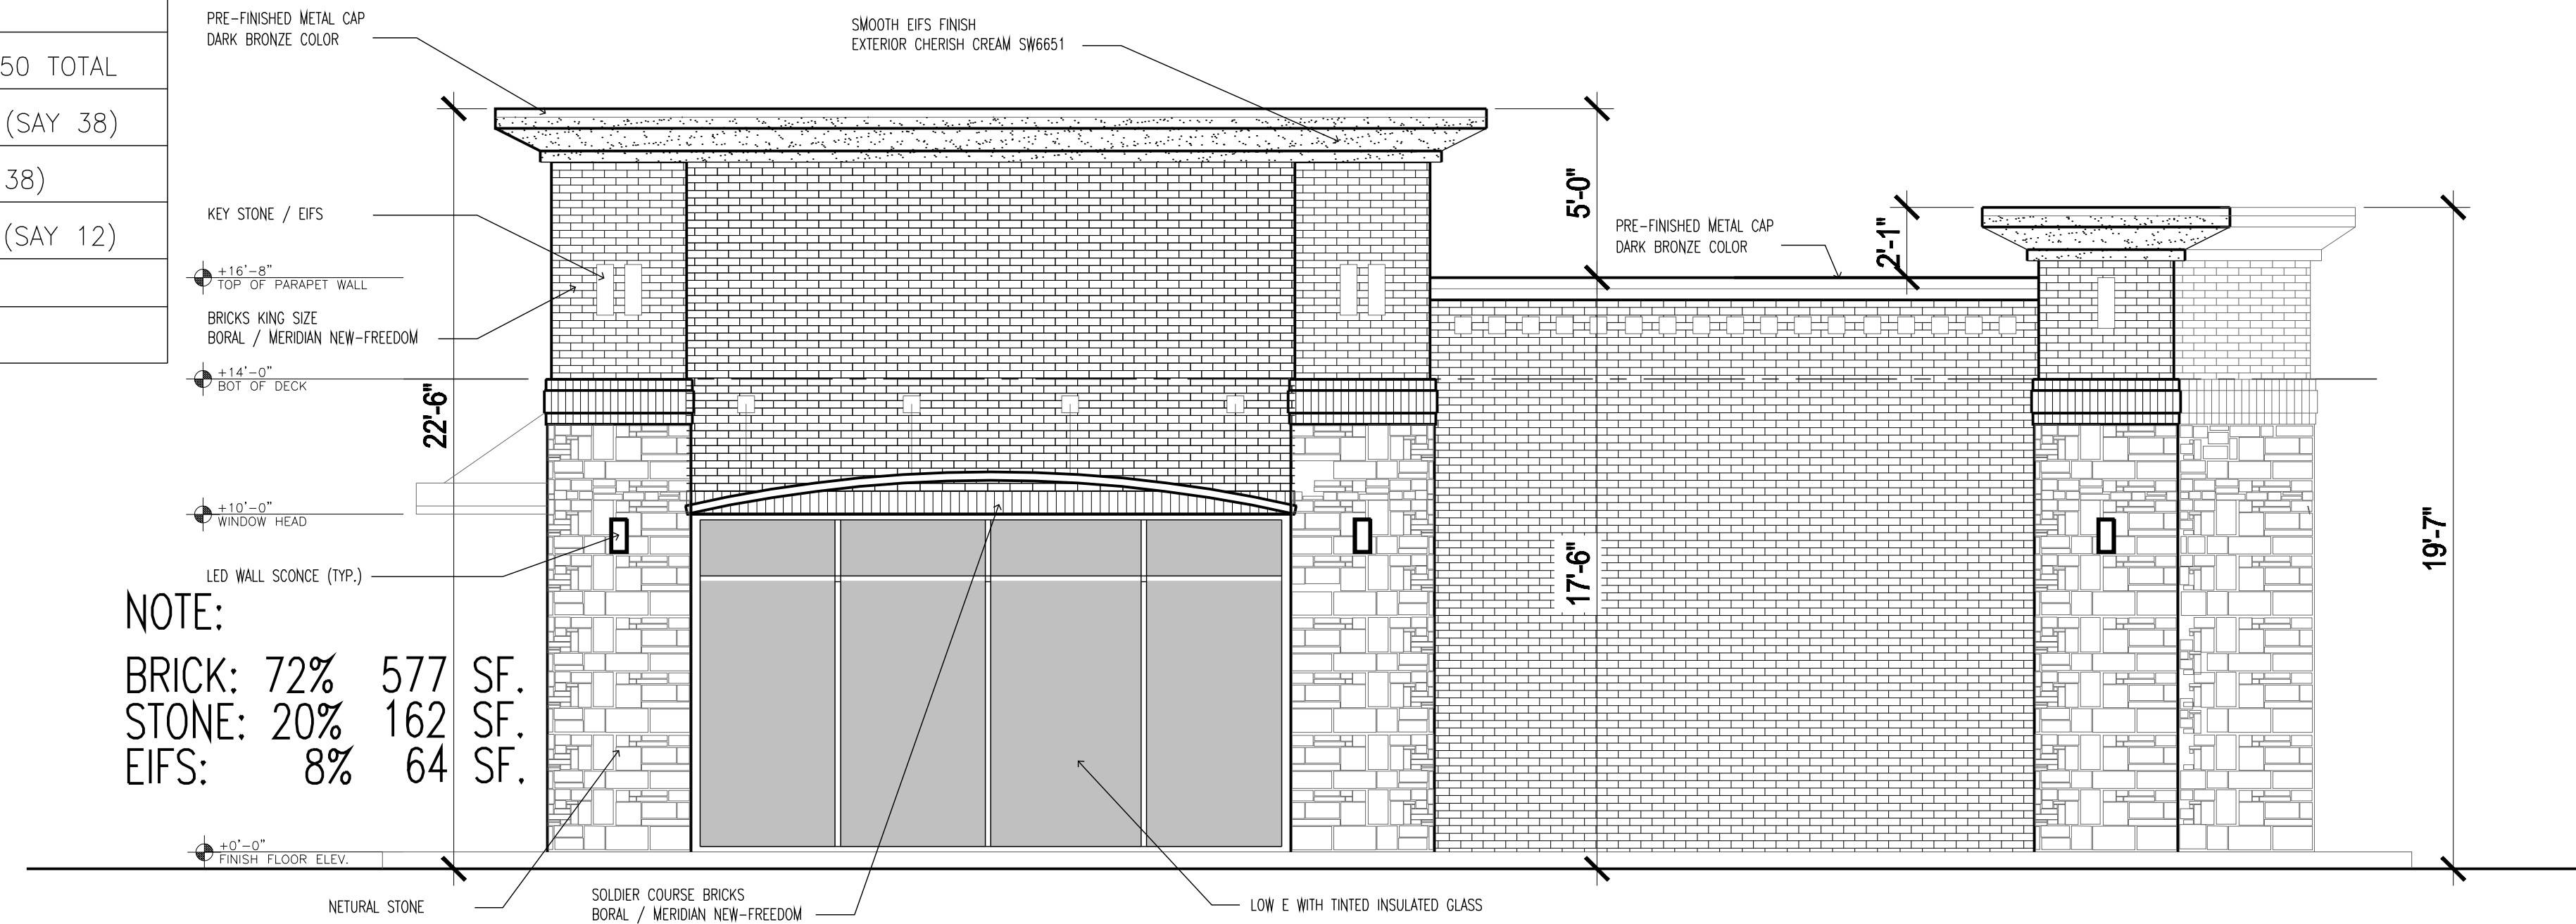 50 TOTAL
(SAY 38)
38)
(SAY 12)
PRE-FINISHED METAL CAP
DARK BRONZE COLOR
SMOOTH EIFS FINISH
EXTERIOR CHERISH CREAM SW6651
KEY STONE / EIFS
+16'-8"
TOP OF PARAPET WALL
BRICKS KING SIZE
BORAL / MERIDIAN NEW-FREEDOM
+14'-0"
BOT OF DECK
22'-6"
+10'-0"
WINDOW HEAD
LED WALL SCONCE (TYP.)
5'-0"
PRE-FINISHED METAL CAP
DARK BRONZE COLOR
2'-1"
17'-6"
19'-7"
NOTE:
BRICK: 72% 577 SF.
STONE: 20% 162 SF.
EIFS: 8% 64 SF.
+0'-0"
FINISH FLOOR ELEV.
NETURAL STONE
SOLDIER COURSE BRICKS
BORAL / MERIDIAN NEW-FREEDOM
LOW E WITH TINTED INSULATED GLASS